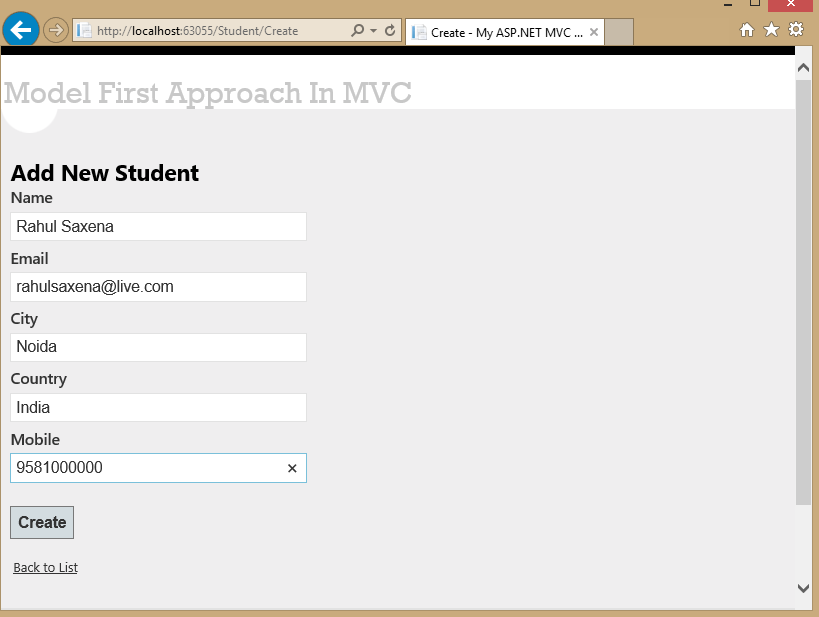 http://localhost:63055/Student/Create
Create - My ASP.NET MVC ...
Model First Approach In MVC
Add New Student
Name
Rahul Saxena
Email
rahulsaxena@live.com
City
Noida
Country
India
Mobile
9581000000
Create
Back to List